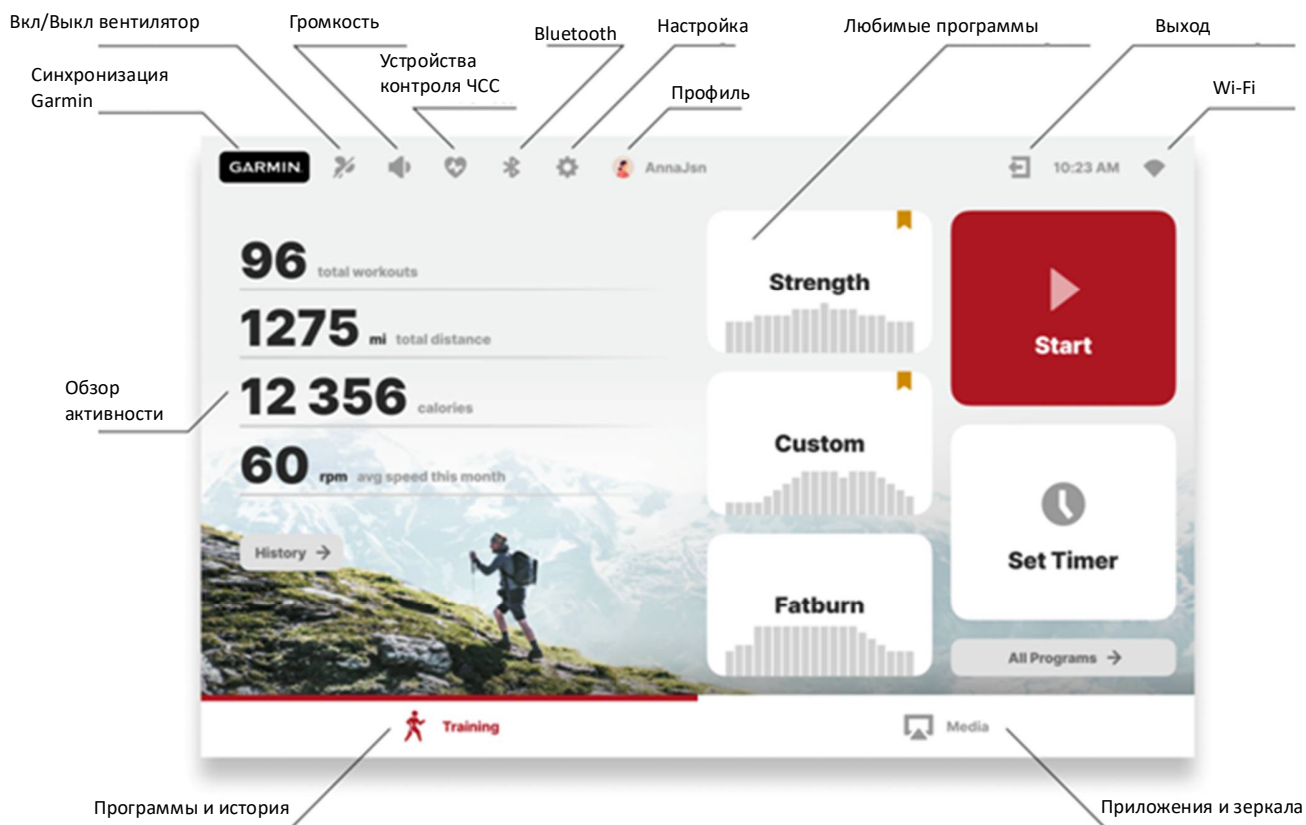 Вкл/Выкл вентилятор
Громкость
Bluetooth
Настройка
Любимые программы
Выход
Синхронизация
Garmin
Устройства
контроля ЧСС
Профиль
Wi-Fi
GARMIN
AnnaJsn
10:23 AM
96 total workouts
1275 mi total distance
12 356 calories
60 rpm avg speed this month
History →
Strength
Custom
Fatburn
Start
Set Timer
All Programs →
Обзор
активности
Training
Media
Программы и история
Приложения и зеркала